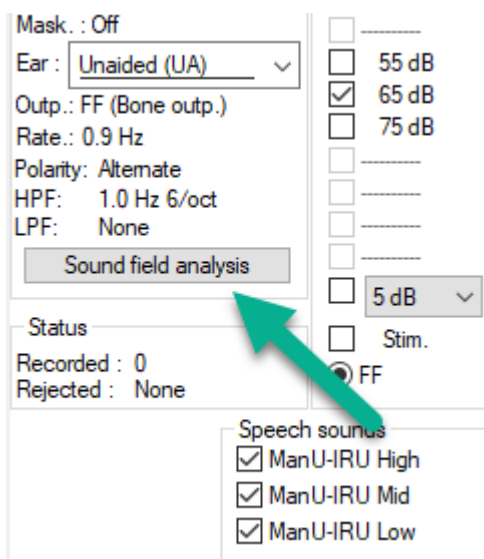 Mask. : Off
Ear : Unaided (UA)
Outp.: FF (Bone outp.)
Rate.: 0.9 Hz
Polarity: Alternate
HPF: 1.0 Hz 6/oct
LPF: None
Sound field analysis
Status
Recorded : 0
Rejected : None
----------
55 dB
65 dB
75 dB
----------
----------
----------
----------
5 dB
Stim.
FF
Speech sounds
ManU-IRU High
ManU-IRU Mid
ManU-IRU Low